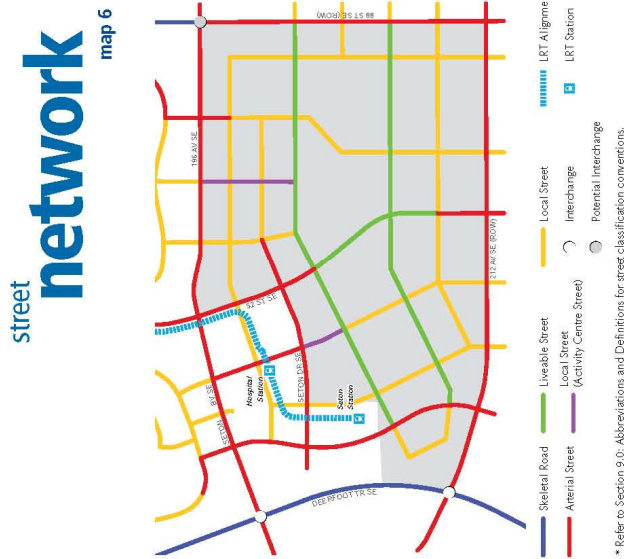 street
network
map 6
196 AV SE
88 ST SE (ROW)
52 ST SE
SETON BV SE
Hospital
Station
SETON DR SE
Seton
Station
DEERFOOT TR SE
212 AV SE (ROW)
Skeletal Road
Arterial Street
Liveable Street
Local Street
(Activity Centre Street)
Local Street
Interchange
Potential Interchange
LRT Alignme
LRT Station
* Refer to Section 9.0: Abbreviations and Definitions for street classification conventions.